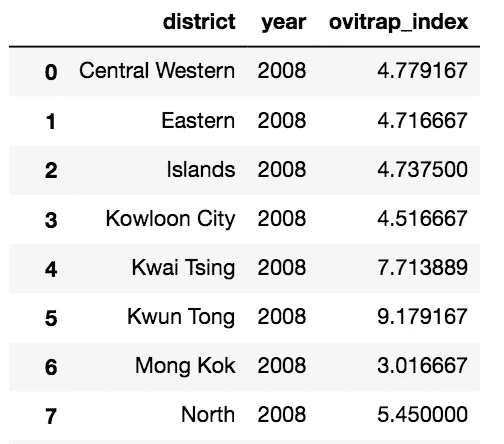 district year ovitrap_index
0 Central Western 2008 4.779167
1 Eastern 2008 4.716667
2 Islands 2008 4.737500
3 Kowloon City 2008 4.516667
4 Kwai Tsing 2008 7.713889
5 Kwun Tong 2008 9.179167
6 Mong Kok 2008 3.016667
7 North 2008 5.450000